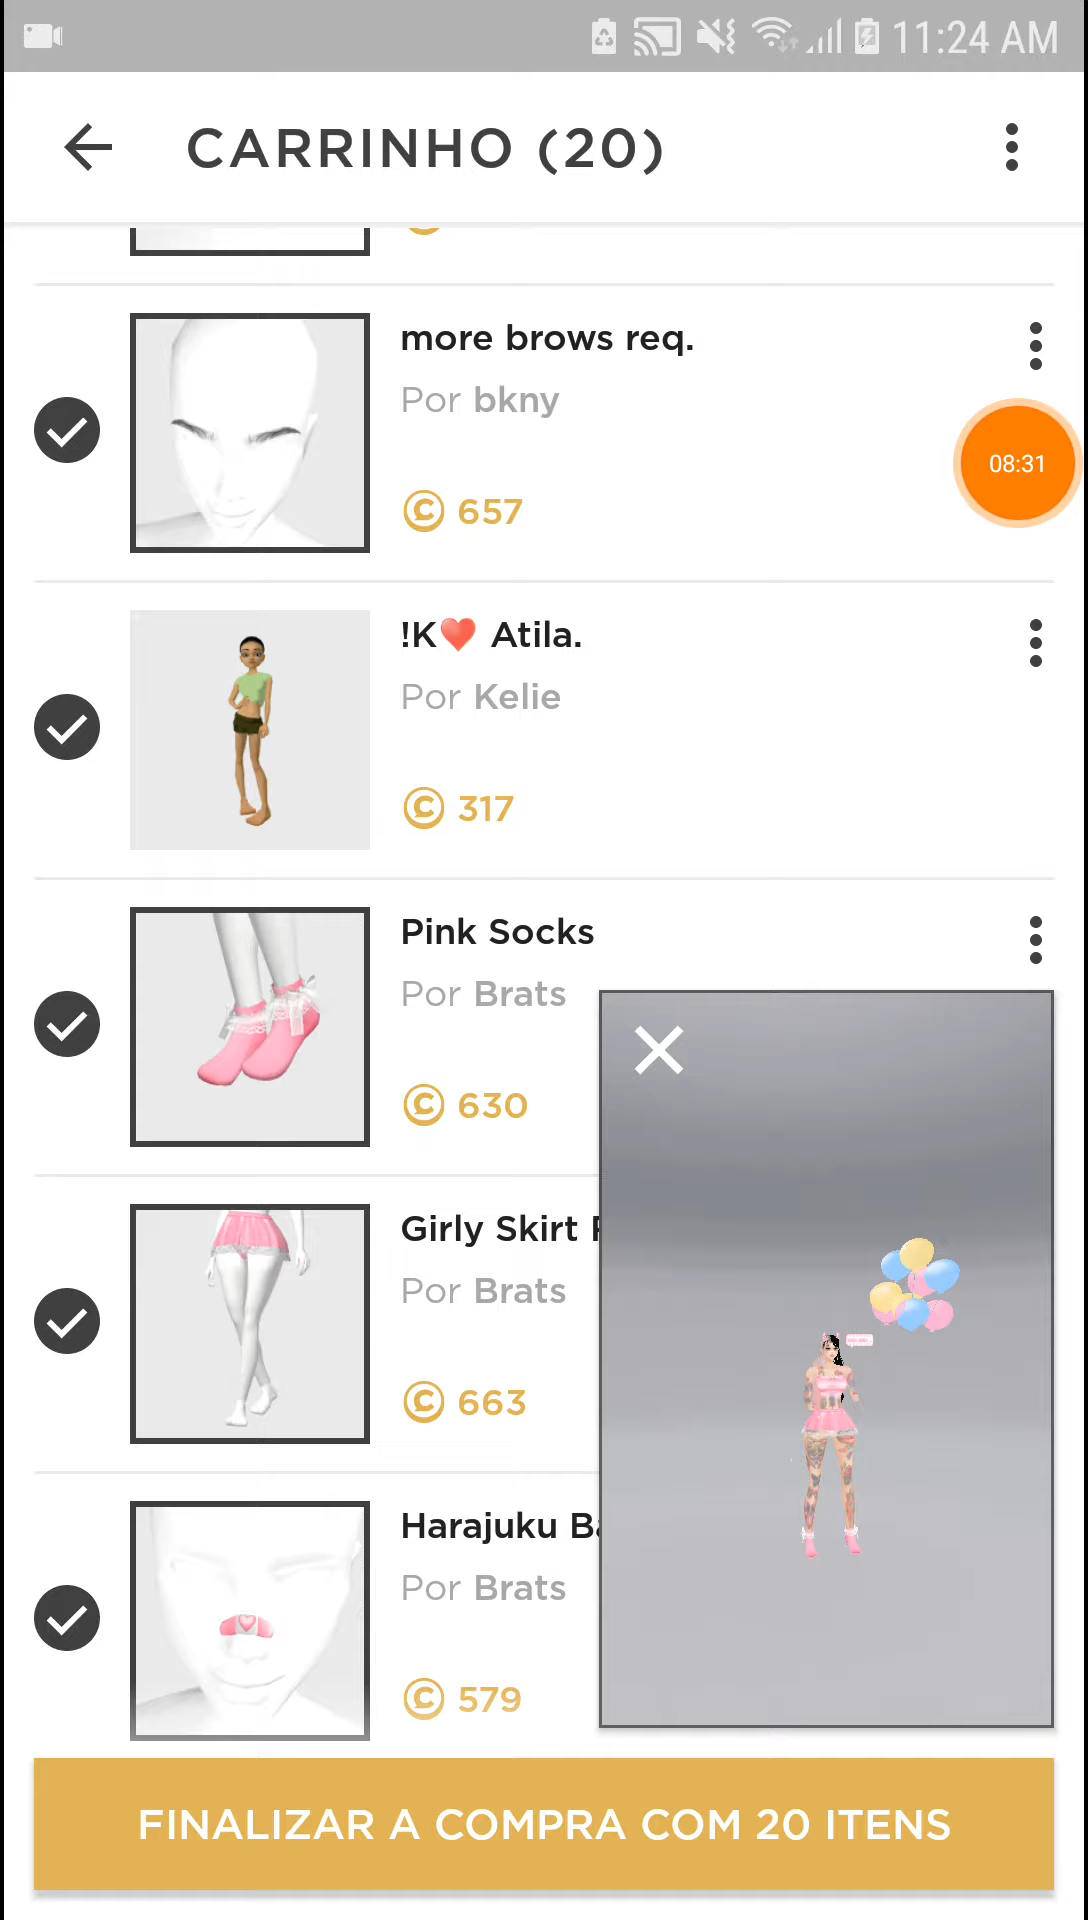 11:24 AM
CARRINHO (20)
more brows req.
Por bkny
08:31
© 657
!K❤️ Atila.
Por Kelie
© 317
Pink Socks
Por Brats
© 630
Girly Skirt
Por Brats
© 663
Harajuku
Por Brats
© 579
FINALIZAR A COMPRA COM 20 ITENS